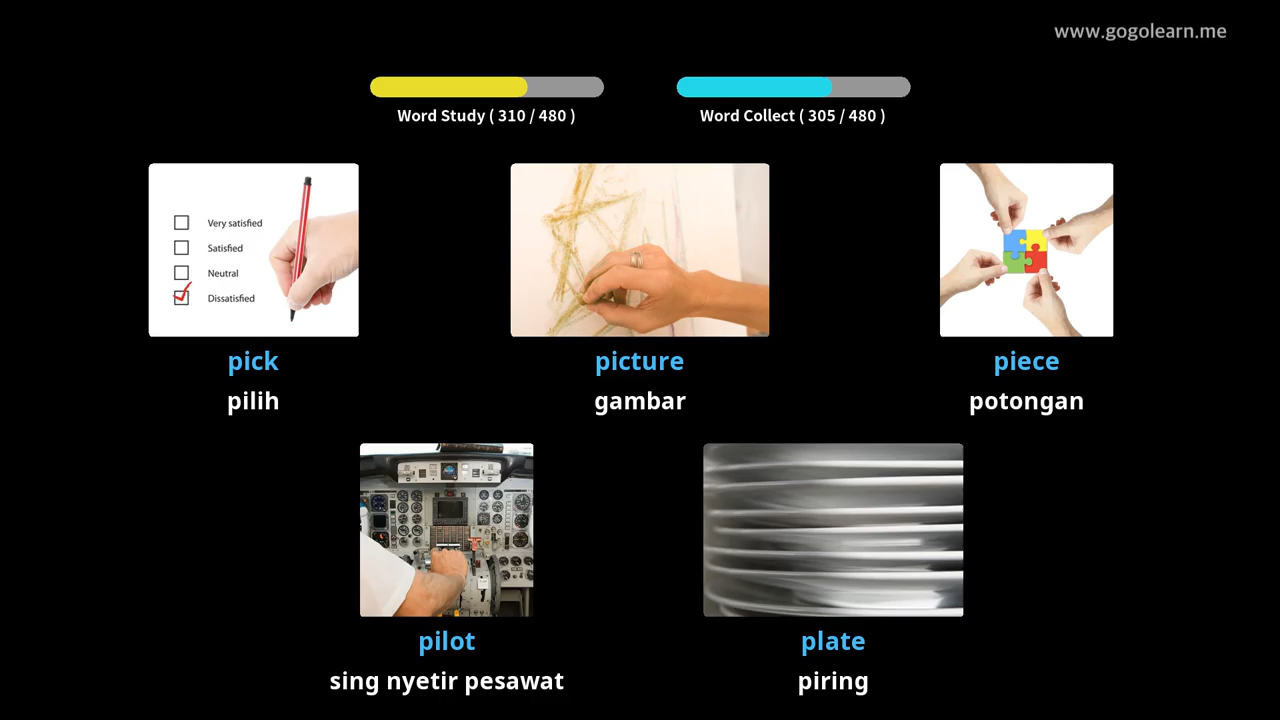 www.gogolearn.me
Word Study ( 310 / 480 )
Word Collect ( 305 / 480 )
Very satisfied
Satisfied
Neutral
Dissatisfied
pick
pilih
picture
gambar
piece
potongan
pilot
sing nyetir pesawat
plate
piring